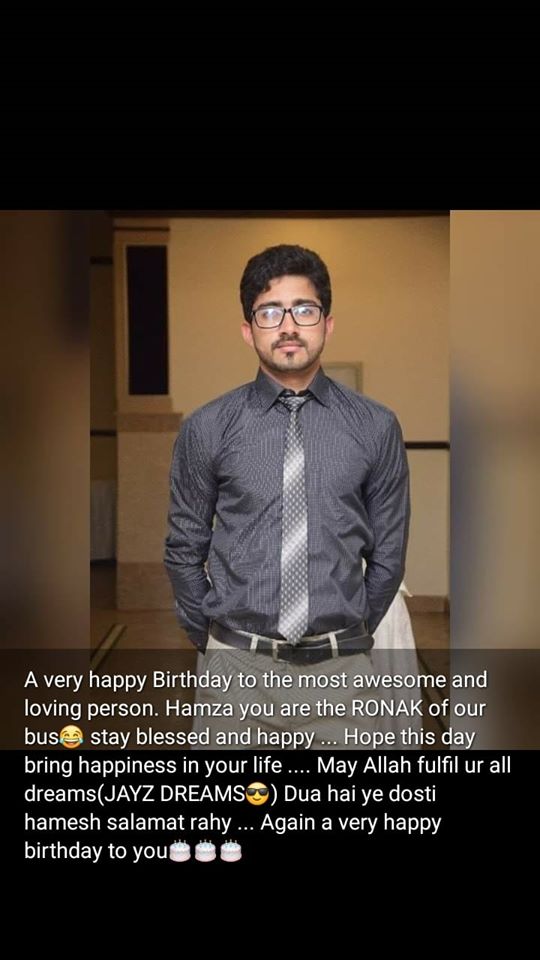 A very happy Birthday to the most awesome and
loving person. Hamza you are the RONAK of our
bus😂 stay blessed and happy ... Hope this day
bring happiness in your life .... May Allah fulfil ur all
dreams(JAYZ DREAMS😎) Dua hai ye dosti
hamesh salamat rahy ... Again a very happy
birthday to you🎂🎂🎂